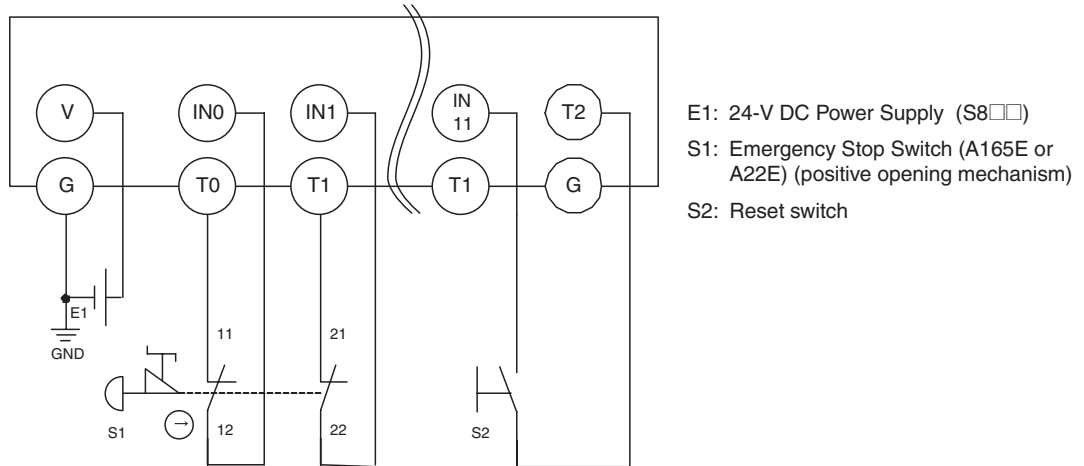 V
IN0
IN1
IN
11
T2
G
T0
T1
T1
G
E1
GND
11
21
S1
→
12
22
S2
E1: 24-V DC Power Supply (S8□□)
S1: Emergency Stop Switch (A165E or
A22E) (positive opening mechanism)
S2: Reset switch